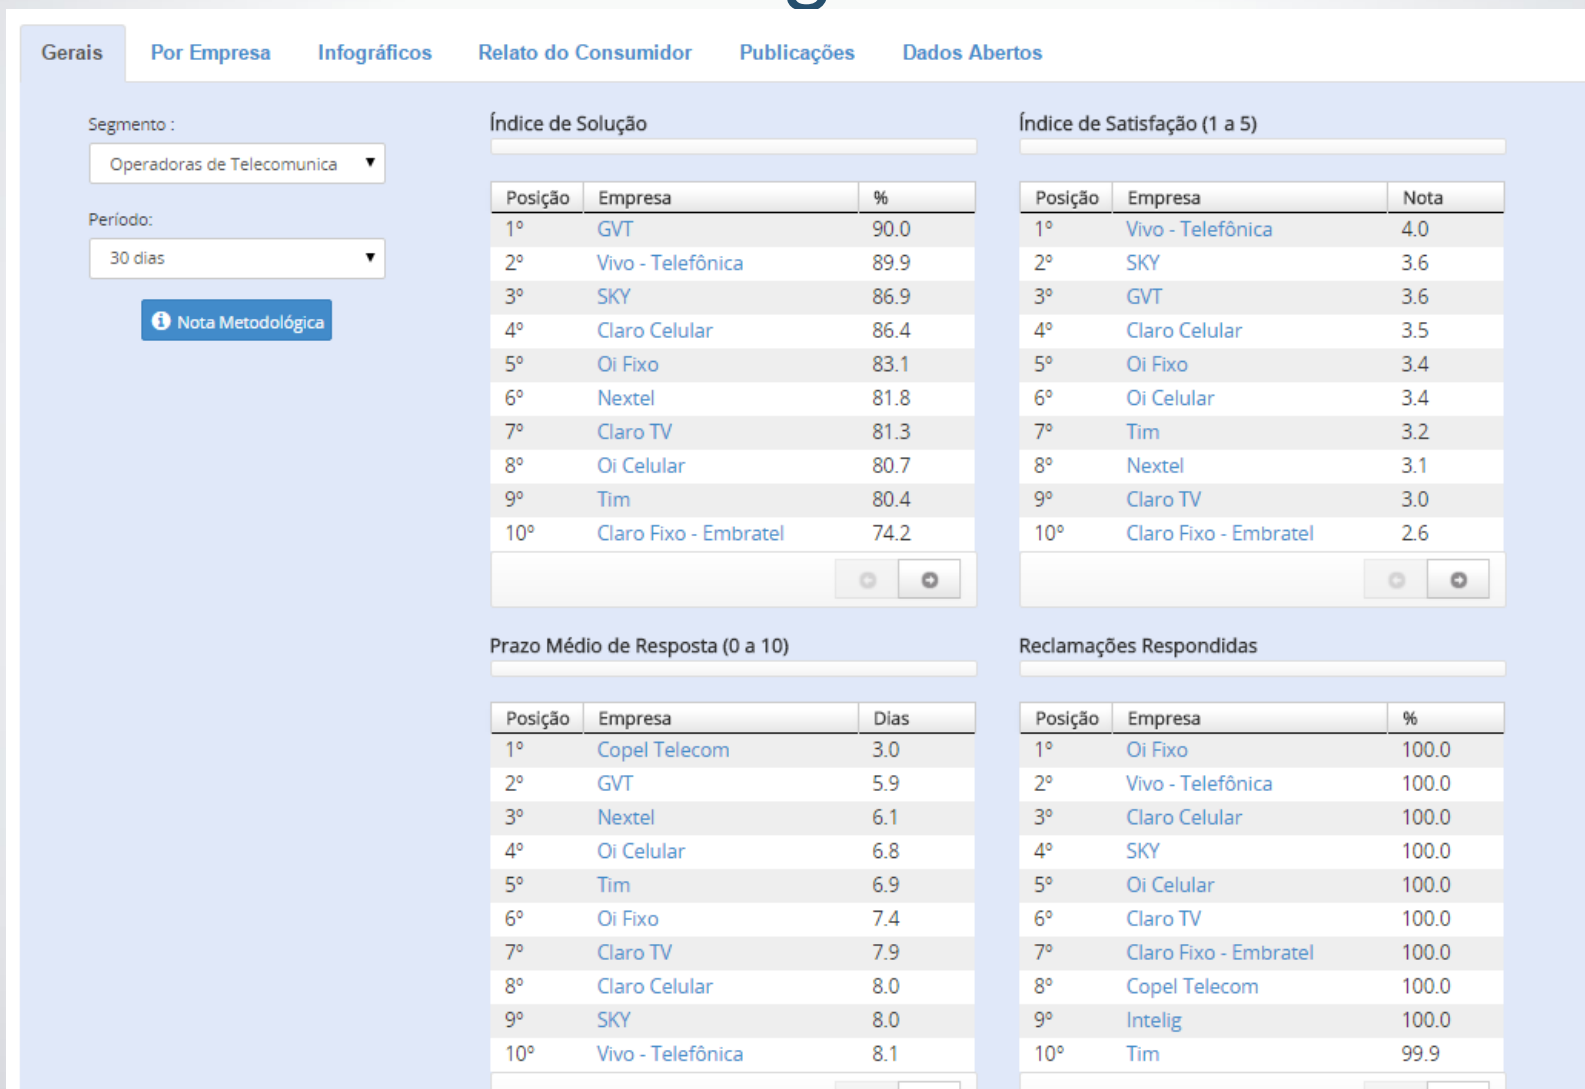 Gerais Por Empresa Infográficos Relato do Consumidor Publicações Dados Abertos
Segmento :
Operadoras de Telecomunica
Período:
30 dias
Nota Metodológica
Índice de Solução
Posição Empresa %
1º GVT 90.0
2º Vivo - Telefônica 89.9
3º SKY 86.9
4º Claro Celular 86.4
5º Oi Fixo 83.1
6º Nextel 81.8
7º Claro TV 81.3
8º Oi Celular 80.7
9º Tim 80.4
10º Claro Fixo - Embratel 74.2
Índice de Satisfação (1 a 5)
Posição Empresa Nota
1º Vivo - Telefônica 4.0
2º SKY 3.6
3º GVT 3.6
4º Claro Celular 3.5
5º Oi Fixo 3.4
6º Oi Celular 3.4
7º Tim 3.2
8º Nextel 3.1
9º Claro TV 3.0
10º Claro Fixo - Embratel 2.6
Prazo Médio de Resposta (0 a 10)
Posição Empresa Dias
1º Copel Telecom 3.0
2º GVT 5.9
3º Nextel 6.1
4º Oi Celular 6.8
5º Tim 6.9
6º Oi Fixo 7.4
7º Claro TV 7.9
8º Claro Celular 8.0
9º SKY 8.0
10º Vivo - Telefônica 8.1
Reclamações Respondidas
Posição Empresa %
1º Oi Fixo 100.0
2º Vivo - Telefônica 100.0
3º Claro Celular 100.0
4º SKY 100.0
5º Oi Celular 100.0
6º Claro TV 100.0
7º Claro Fixo - Embratel 100.0
8º Copel Telecom 100.0
9º Intelig 100.0
10º Tim 99.9